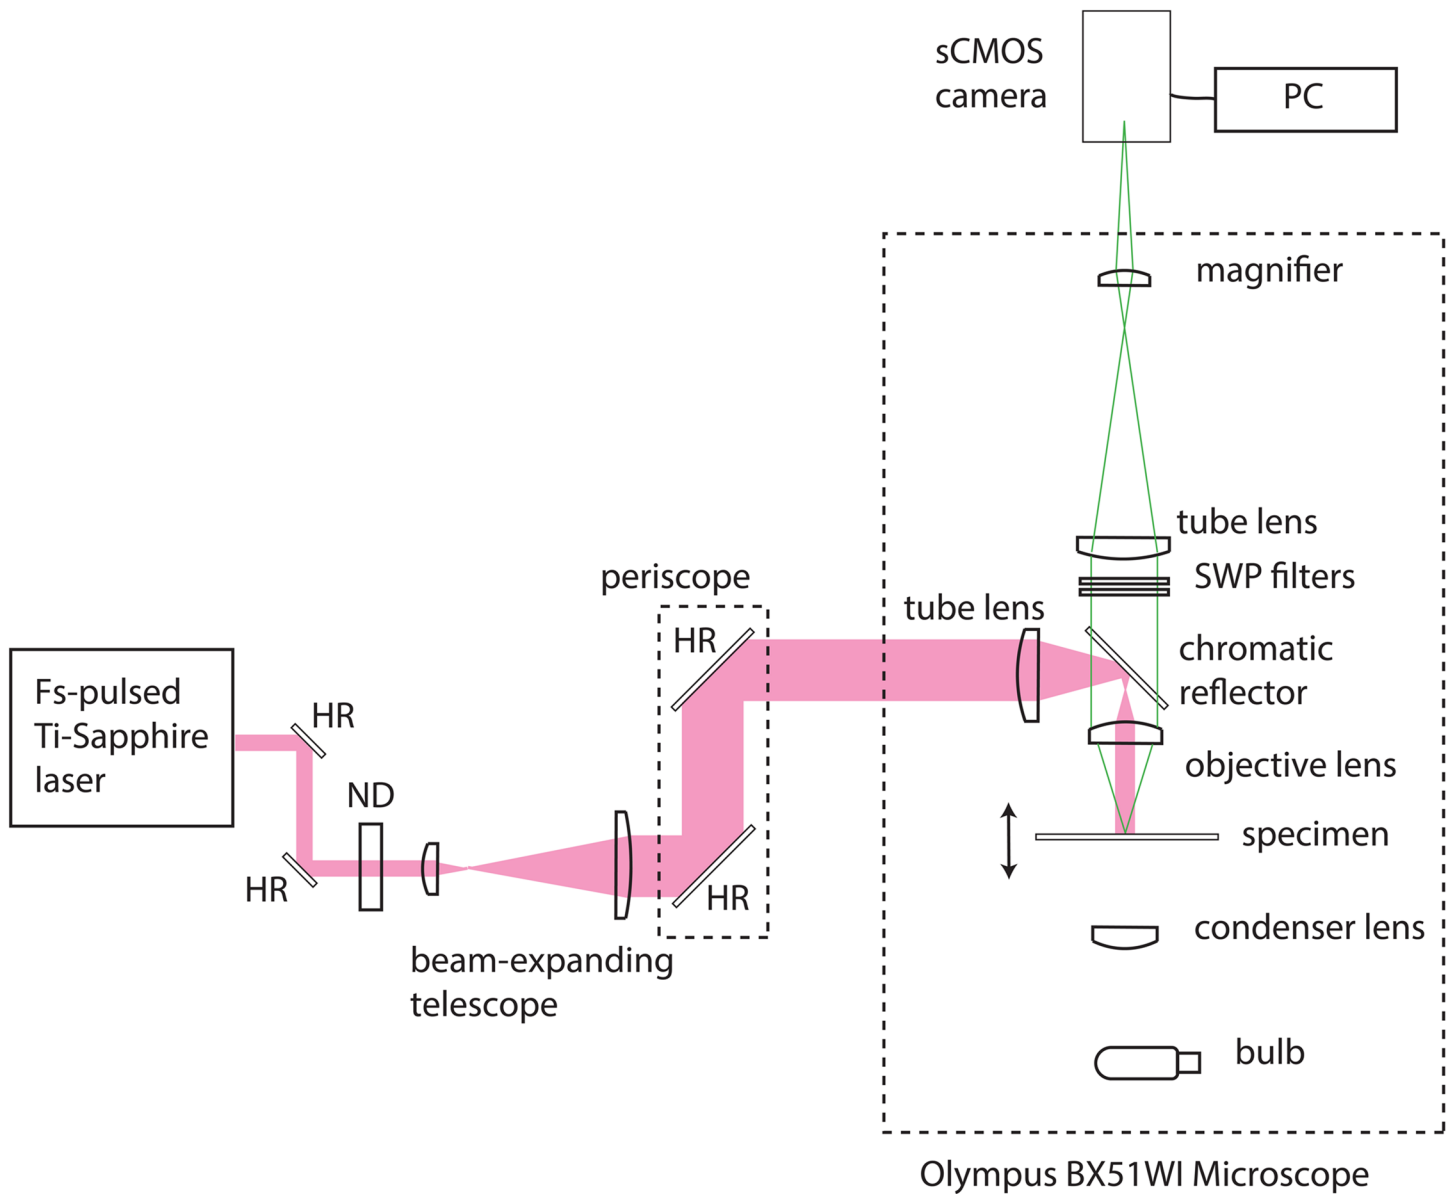 sCMOS
camera
PC
magnifier
tube lens
SWP filters
periscope
tube lens
HR
chromatic
reflector
Fs-pulsed
Ti-Sapphire
laser
HR
objective lens
ND
specimen
HR
HR
condenser lens
beam-expanding
telescope
bulb
Olympus BX51WI Microscope